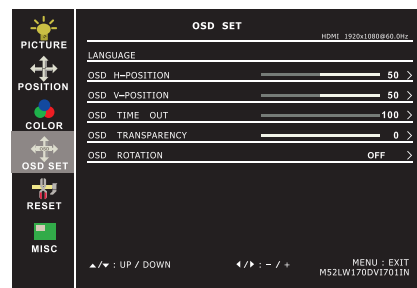 OSD SET
HDMI 1920x1080@60.0Hz
PICTURE
POSITION
COLOR
OSD
OSD SET
RESET
MISC
LANGUAGE
OSD H-POSITION 50 >
OSD V-POSITION 50 >
OSD TIME OUT 100 >
OSD TRANSPARENCY 0 >
OSD ROTATION OFF >
▲/▼ : UP / DOWN ◀/▶ : - / + MENU : EXIT
M52LW170DVI701IN